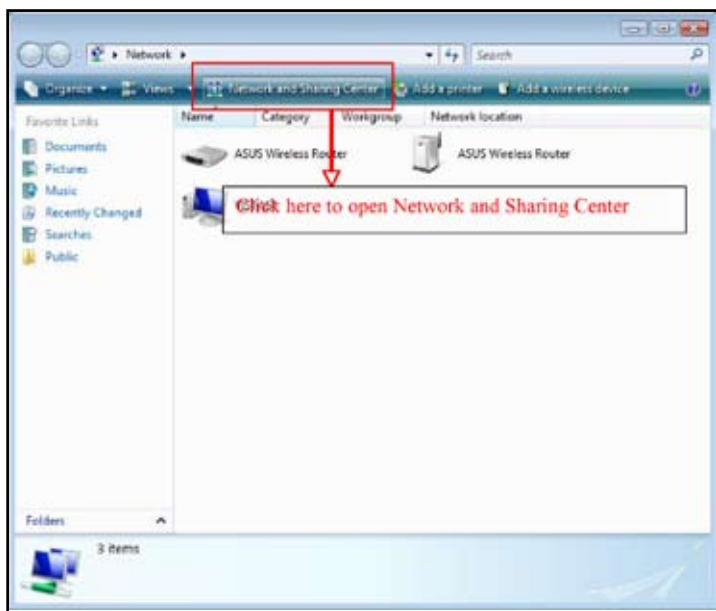 Network
Search
Organize Views Network and Sharing Center Add a printer Add a wireless device
Favorite Links
Name Category Workgroup Network location
Documents
Pictures
Music
Recently Changed
Searches
Public
ASUS Wireless Router
ASUS Wireless Router
Click here to open Network and Sharing Center
Folders
3 items